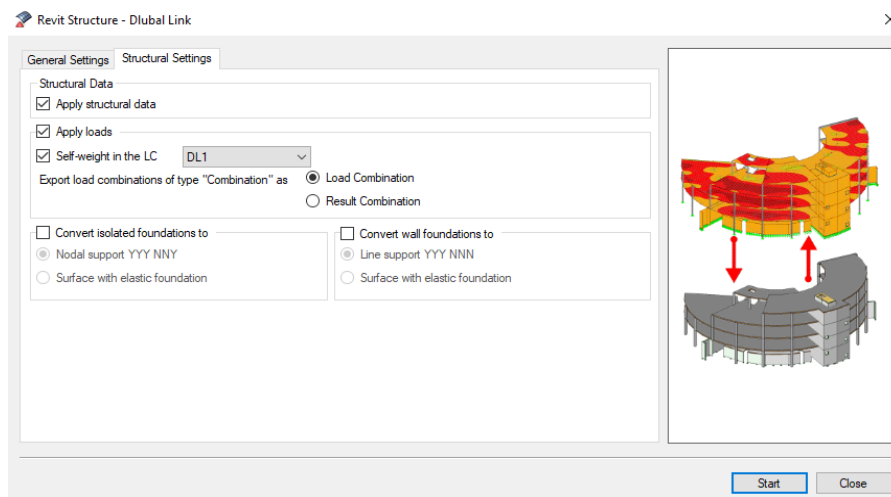 Revit Structure - Dlubal Link
General Settings
Structural Settings
Structural Data
Apply structural data
Apply loads
Self-weight in the LC
DL1
Export load combinations of type "Combination" as
Load Combination
Result Combination
Convert isolated foundations to
Nodal support YYY NNY
Surface with elastic foundation
Convert wall foundations to
Line support YYY NNN
Surface with elastic foundation
Start
Close